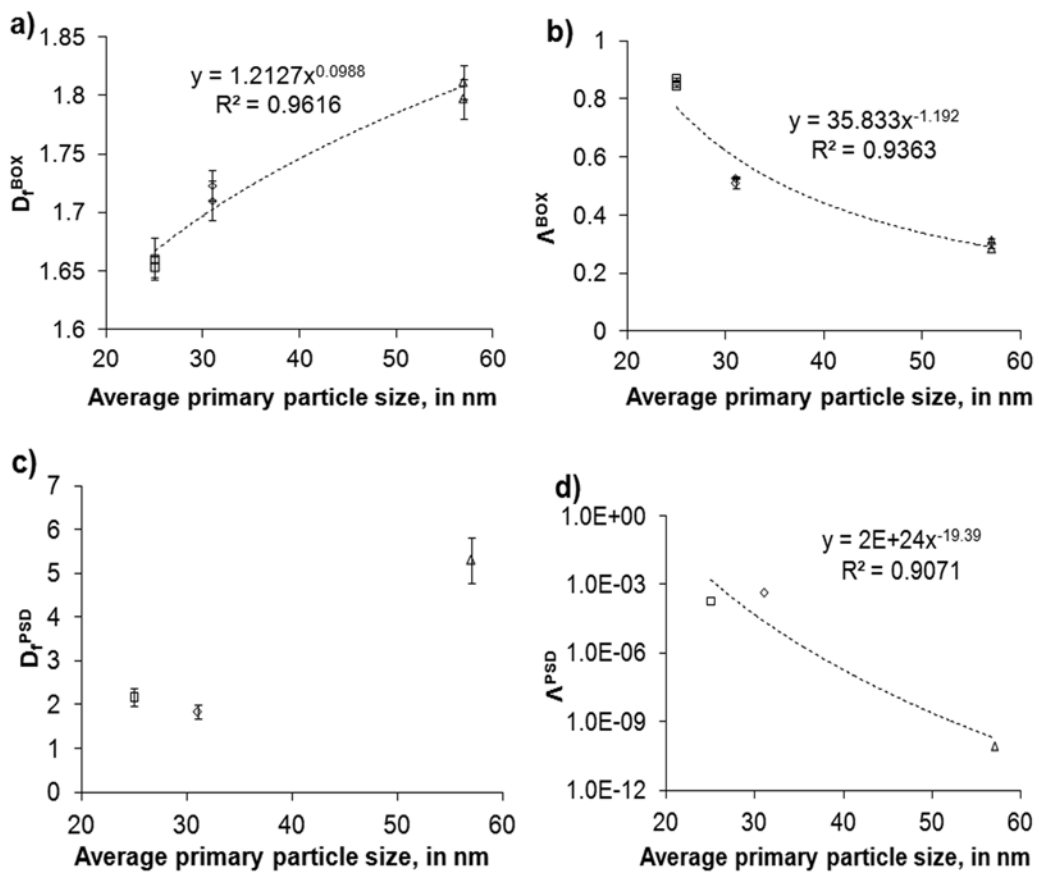 a)
1.85
1.8
1.75
1.7
1.65
1.6
D_f^BOX
y = 1.2127x^0.0988
R² = 0.9616
20 30 40 50 60
Average primary particle size, in nm
b)
1
0.8
0.6
0.4
0.2
0
Λ^BOX
y = 35.833x^-1.192
R² = 0.9363
20 30 40 50 60
Average primary particle size, in nm
c)
7
6
5
4
3
2
1
0
D_f^PSD
20 30 40 50 60
Average primary particle size, in nm
d)
1.0E+00
1.0E-03
1.0E-06
1.0E-09
1.0E-12
Λ^PSD
y = 2E+24x^-19.39
R² = 0.9071
20 30 40 50 60
Average primary particle size, in nm